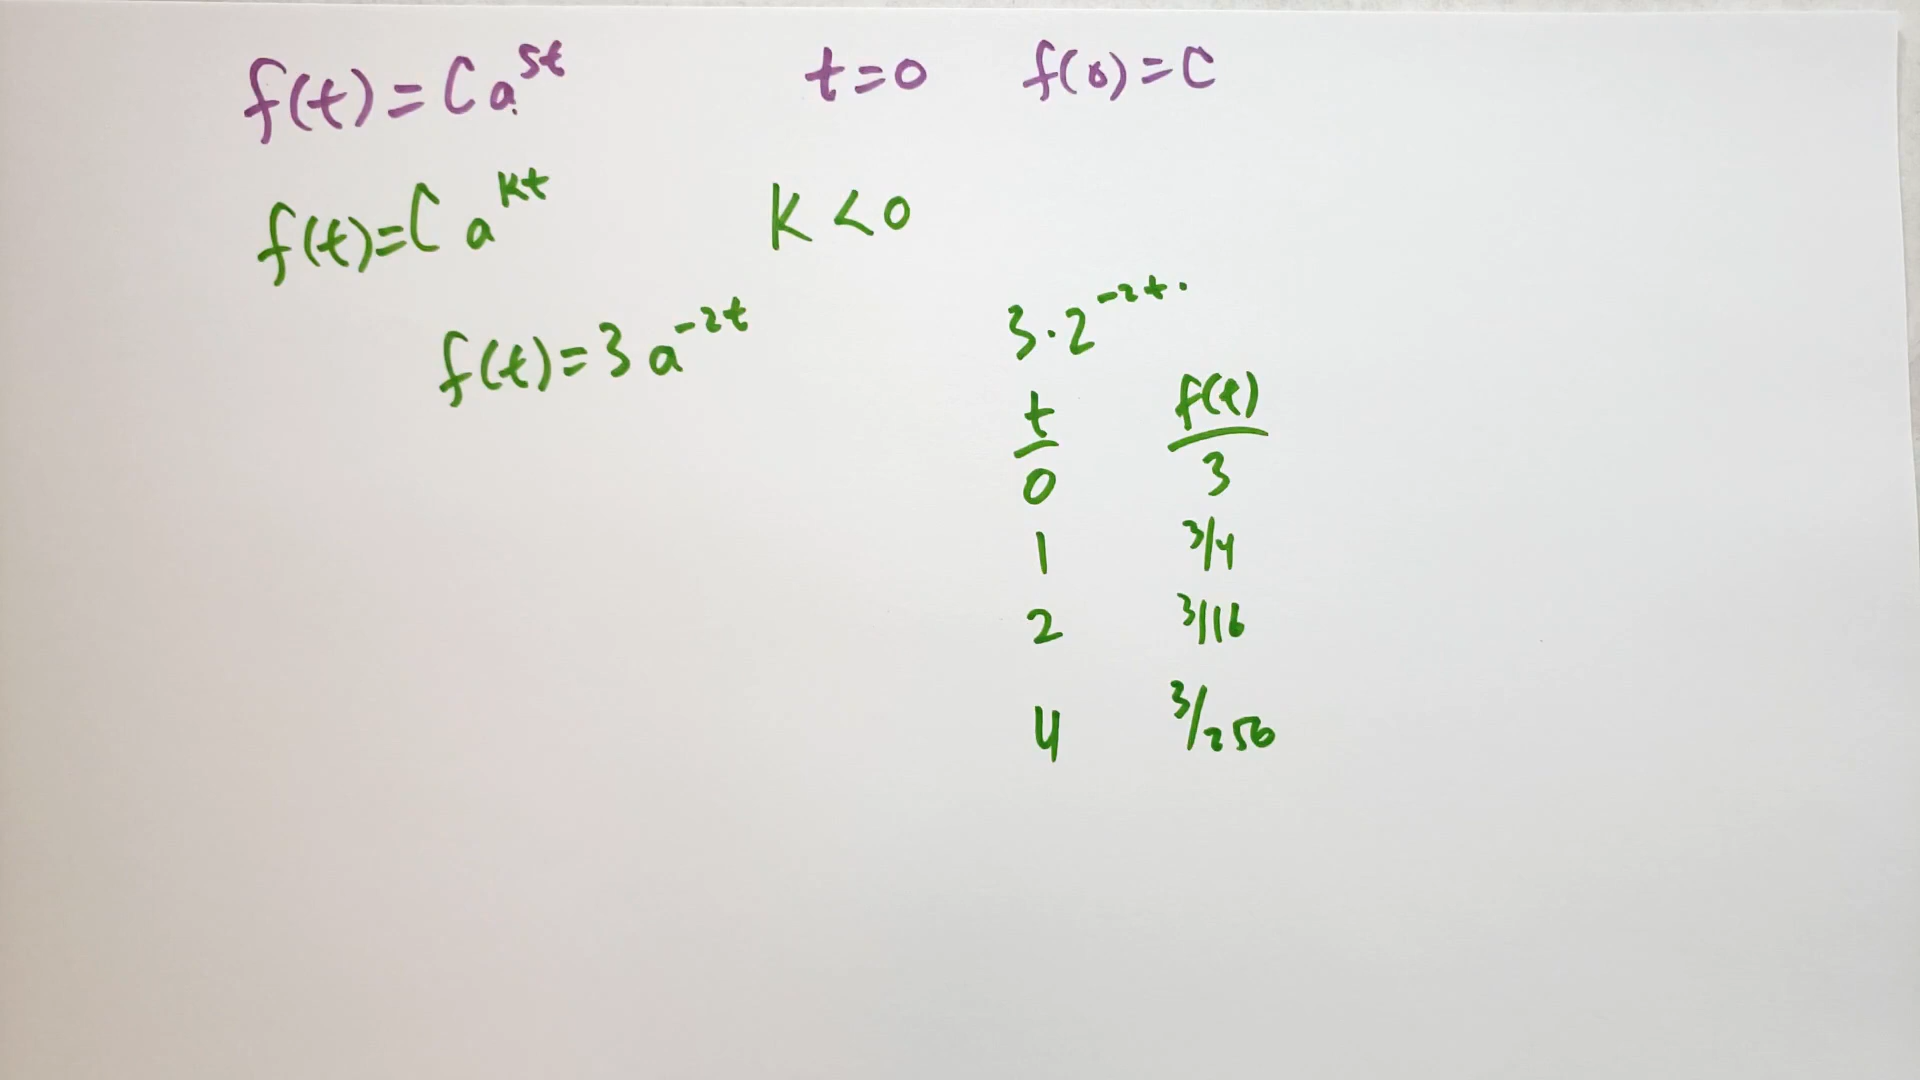 f(t) = C a^{5t} t = 0 f(0) = C
f(t) = C a^{kt} K < 0
f(t) = 3 a^{-2t} 3 · 2^{-2t}.
t f(t)
0 3
1 3/4
2 3/16
4 3/256